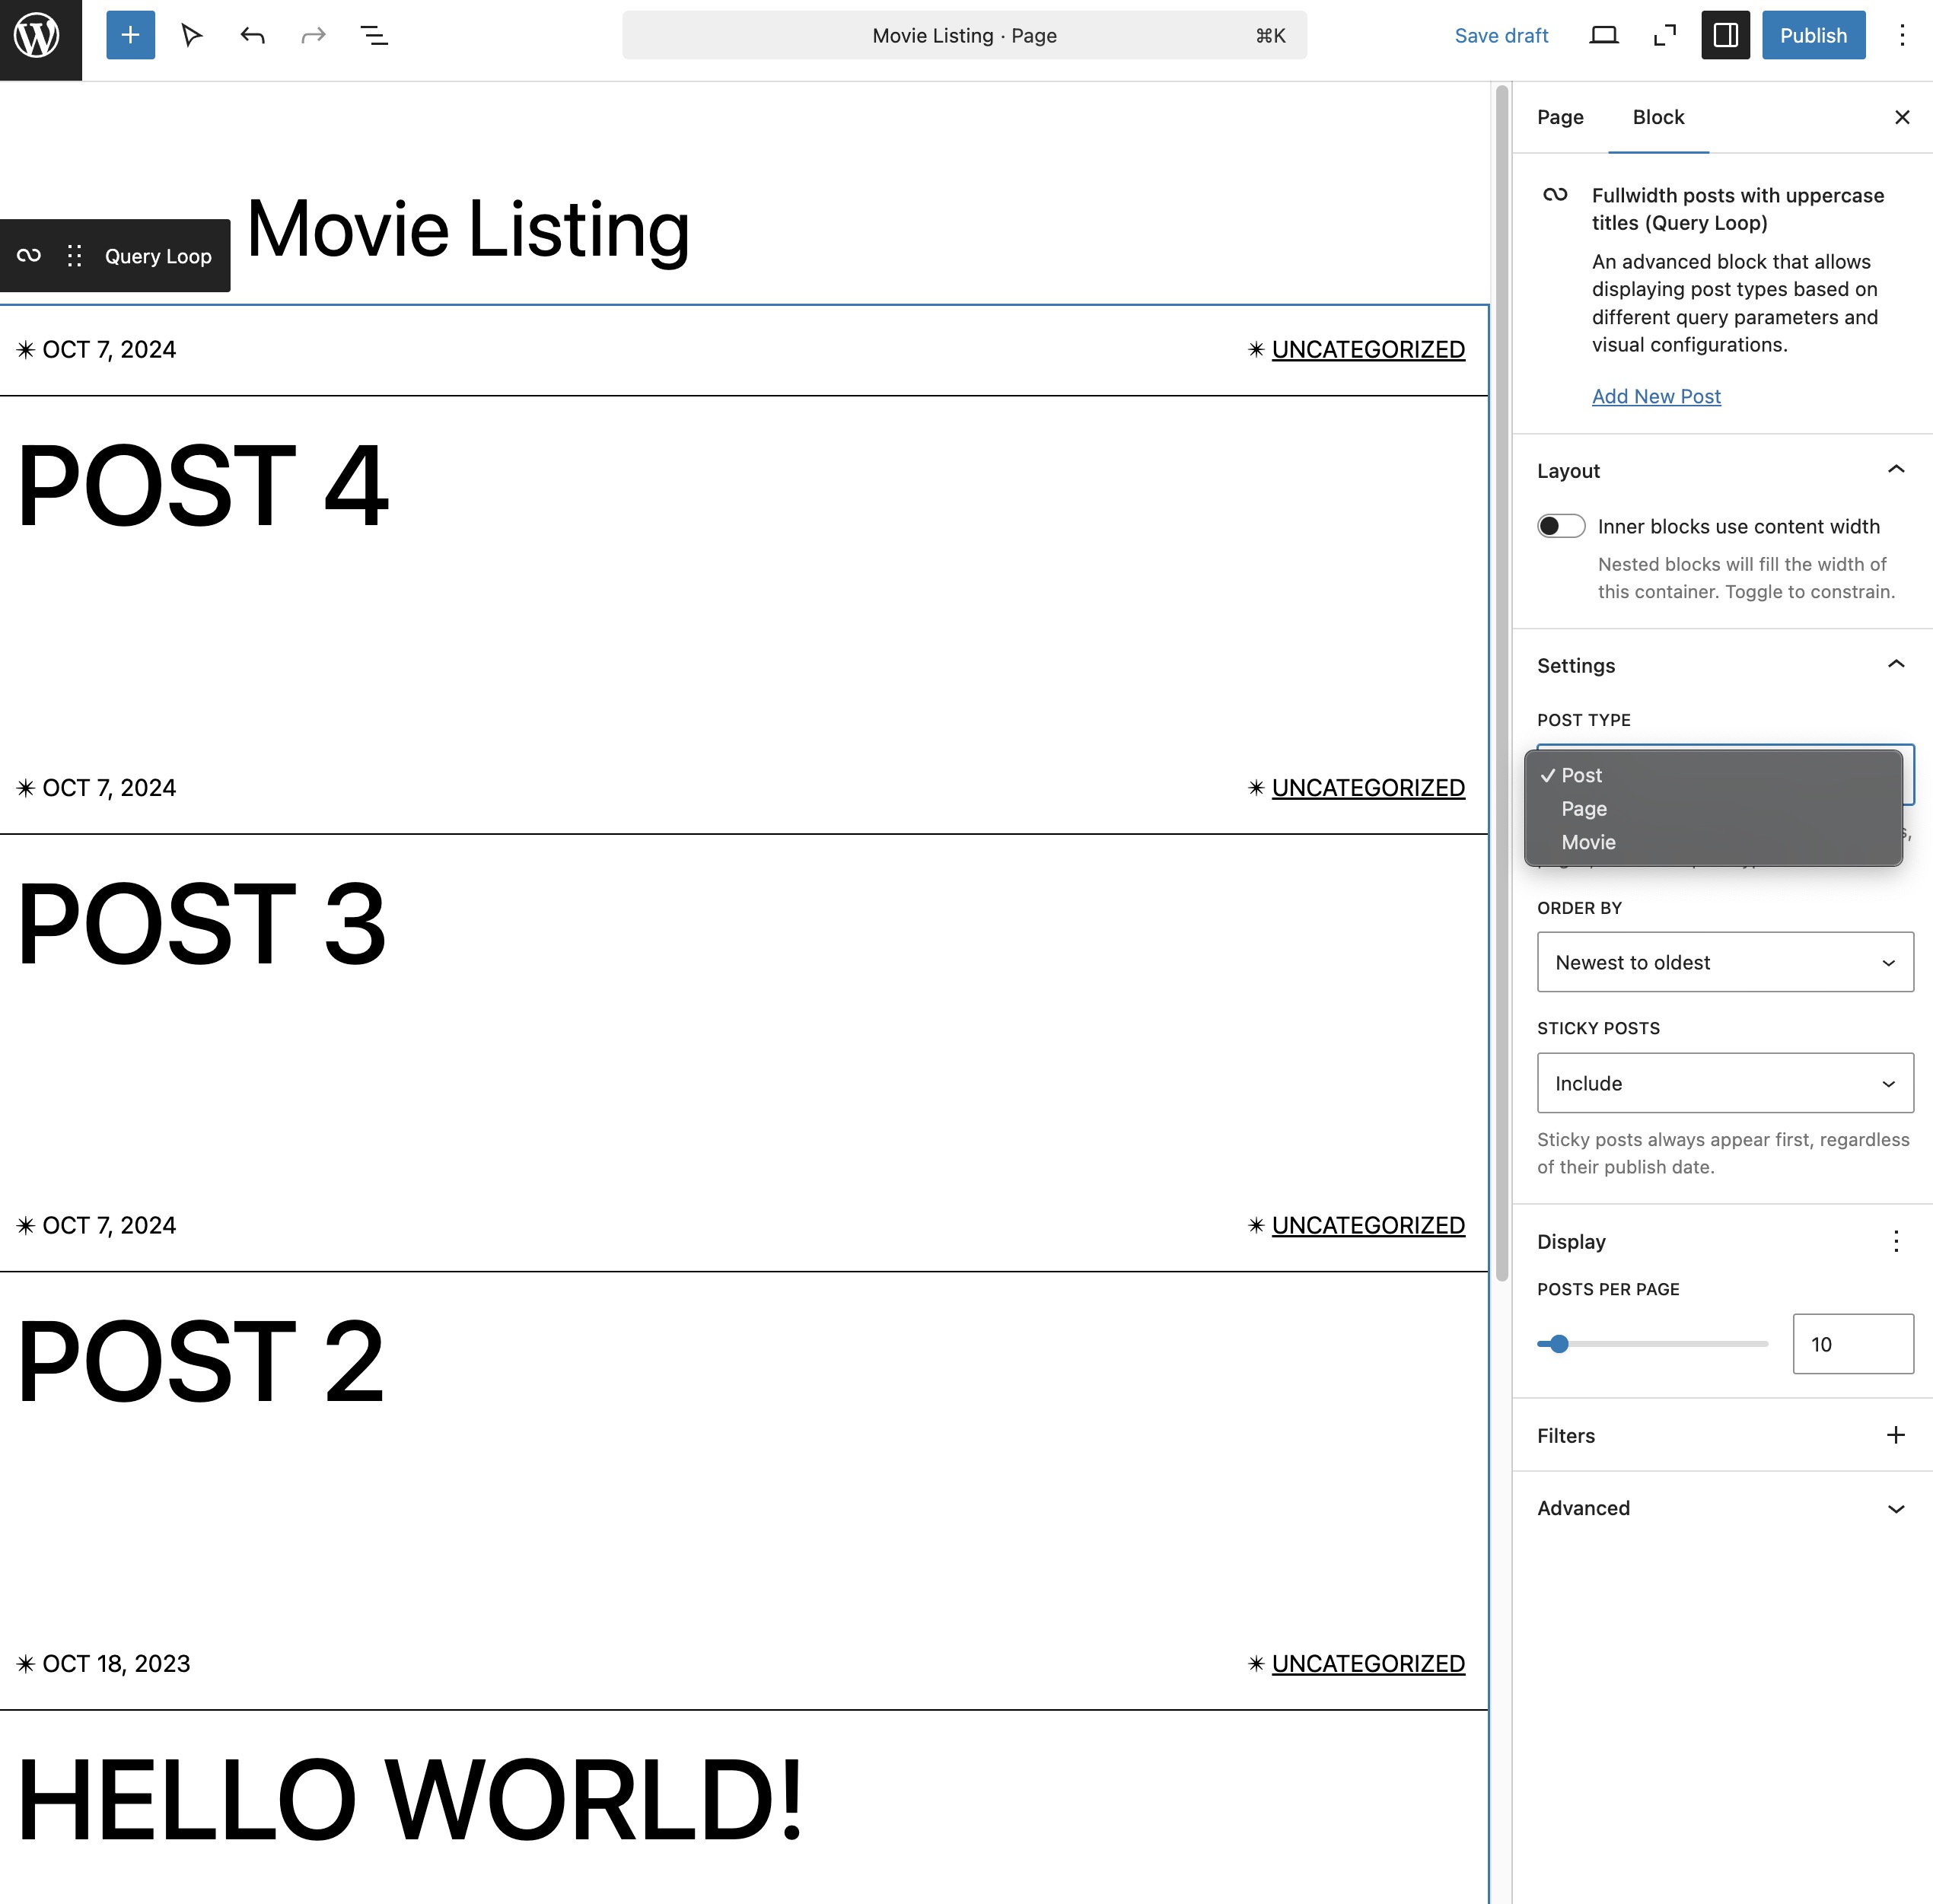 Movie Listing · Page ⌘K
Save draft
Publish
Movie Listing
Query Loop
OCT 7, 2024
UNCATEGORIZED
POST 4
OCT 7, 2024
UNCATEGORIZED
POST 3
OCT 7, 2024
UNCATEGORIZED
POST 2
OCT 18, 2023
UNCATEGORIZED
HELLO WORLD!
Page
Block
Fullwidth posts with uppercase
titles (Query Loop)
An advanced block that allows
displaying post types based on
different query parameters and
visual configurations.
Add New Post
Layout
Inner blocks use content width
Nested blocks will fill the width of
this container. Toggle to constrain.
Settings
POST TYPE
✓ Post
Page
Movie
ORDER BY
Newest to oldest
STICKY POSTS
Include
Sticky posts always appear first, regardless
of their publish date.
Display
POSTS PER PAGE
10
Filters
Advanced